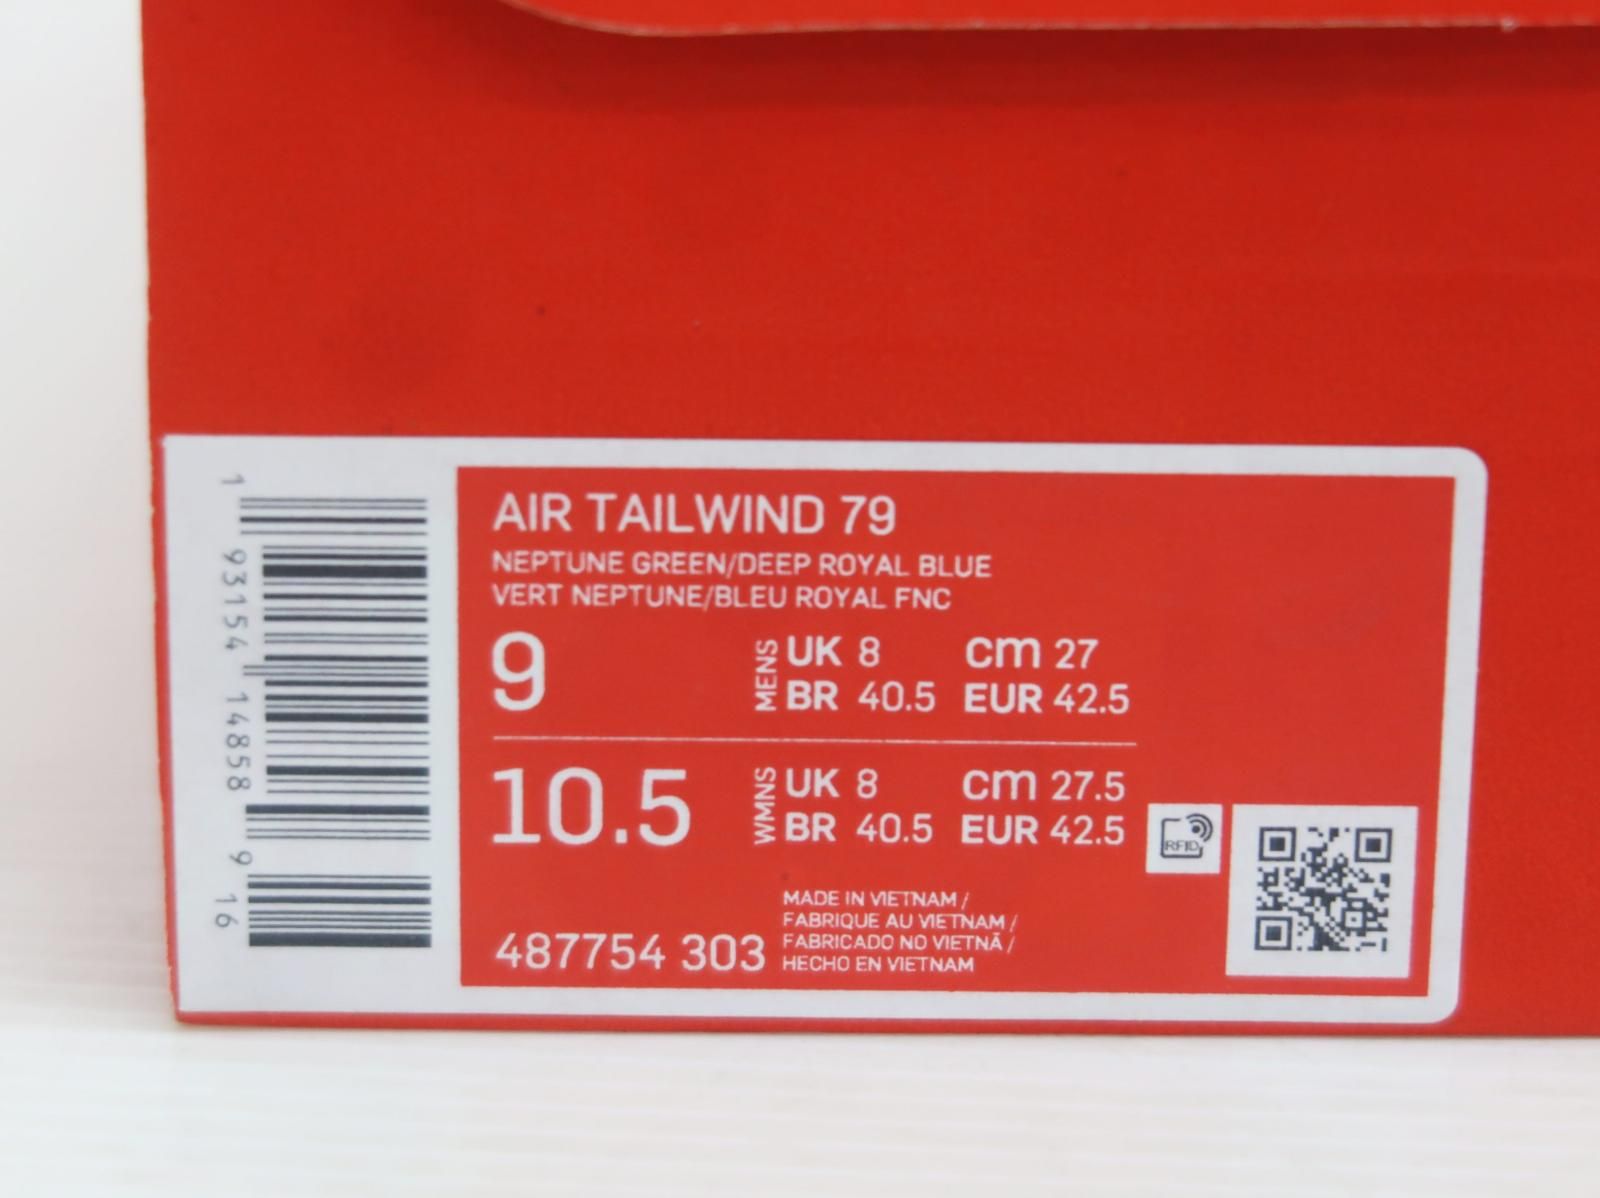 1 93154 14858 9 16
AIR TAILWIND 79
NEPTUNE GREEN/DEEP ROYAL BLUE
VERT NEPTUNE/BLEU ROYAL FNC
9
MENS
UK 8 cm 27
BR 40.5 EUR 42.5
10.5
WMNS
UK 8 cm 27.5
BR 40.5 EUR 42.5
RFID
487754 303
MADE IN VIETNAM /
FABRIQUE AU VIETNAM /
FABRICADO NO VIETNÃ /
HECHO EN VIETNAM